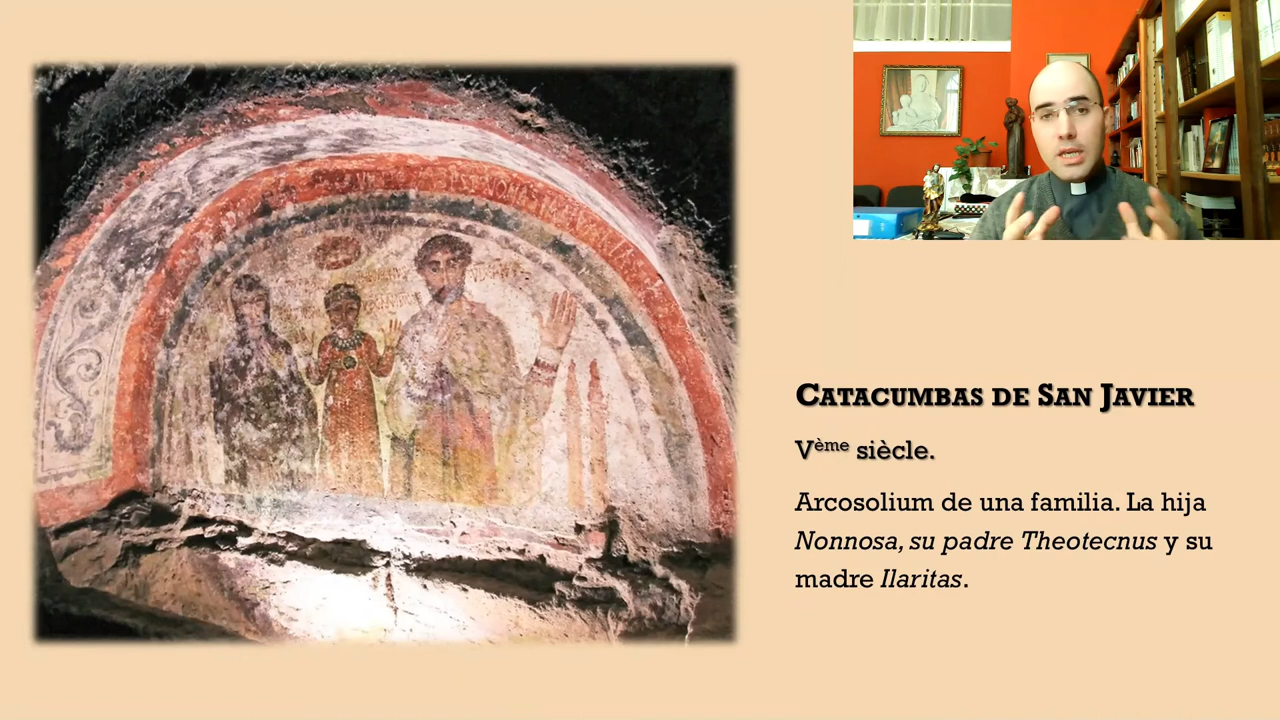 CATACUMBAS DE SAN JAVIER
Vème siècle.
Arcosolium de una familia. La hija
Nonnosa, su padre Theotecnus y su
madre Ilaritas.